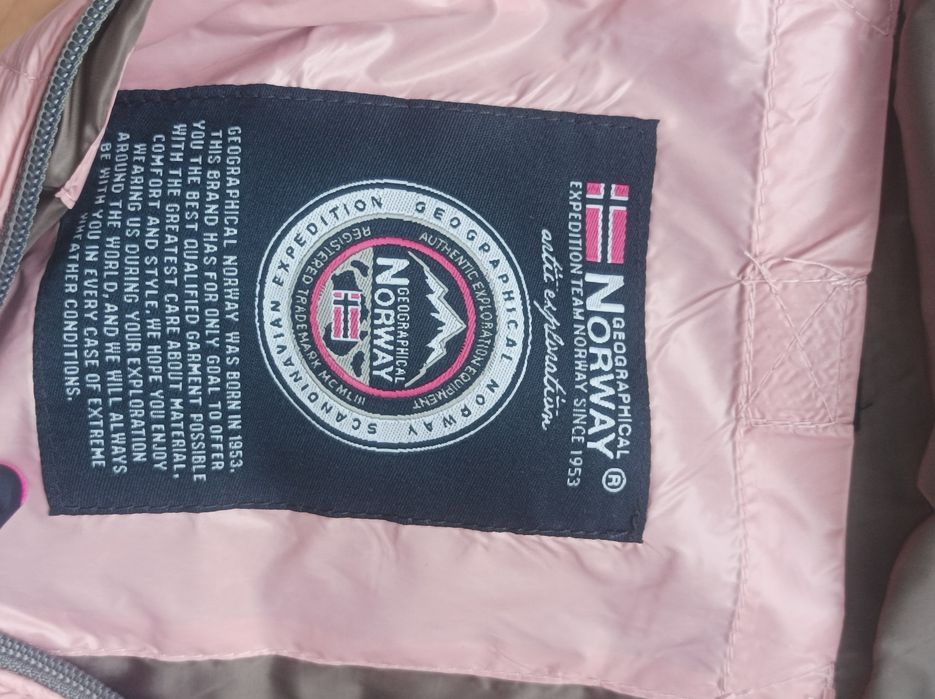 GEOGRAPHICAL
NORWAY ®
EXPEDITION TEAM NORWAY SINCE 1953
artic exploration
SCANDINAVIAN EXPEDITION GEOGRAPHICAL NORWAY
AUTHENTIC EXPLORATION EQUIPMENT
REGISTERED TRADEMARK MCMLIII
GEOGRAPHICAL
NORWAY
GEOGRAPHICAL NORWAY WAS BORN IN 1953.
THIS BRAND HAS FOR ONLY GOAL TO OFFER
YOU THE BEST QUALIFIED GARMENT POSSIBLE
WITH THE GREATEST CARE ABOUT MATERIAL,
COMFORT AND STYLE. WE HOPE YOU ENJOY
WEARING US DURING YOUR EXPLORATION
AROUND THE WORLD, AND WE WILL ALWAYS
BE WITH YOU IN EVERY CASE OF EXTREME
WEATHER CONDITIONS.